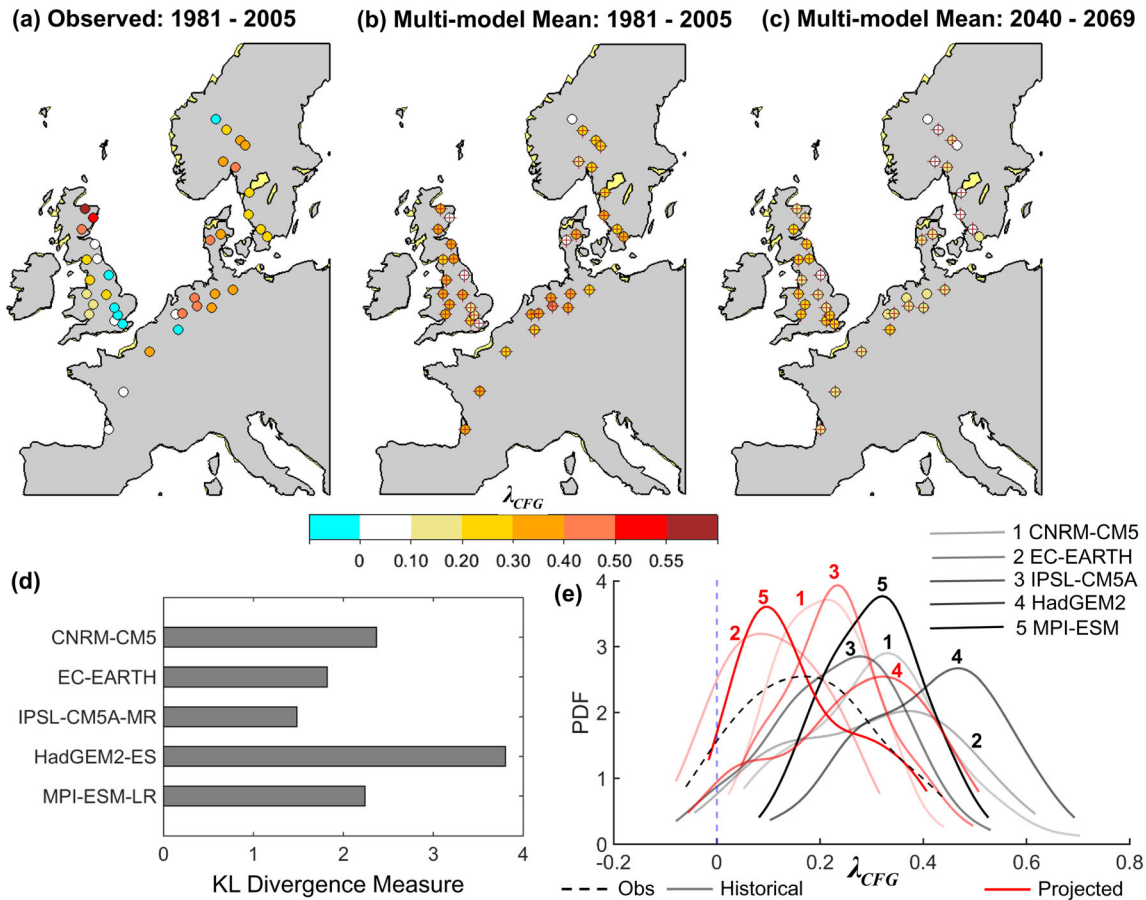 (a) Observed: 1981 - 2005 (b) Multi-model Mean: 1981 - 2005 (c) Multi-model Mean: 2040 - 2069
λCFG
0 0.10 0.20 0.30 0.40 0.50 0.55
(d)
CNRM-CM5
EC-EARTH
IPSL-CM5A-MR
HadGEM2-ES
MPI-ESM-LR
0 1 2 3 4
KL Divergence Measure
(e)
1 CNRM-CM5
2 EC-EARTH
3 IPSL-CM5A
4 HadGEM2
5 MPI-ESM
PDF
4
3
2
1
0
5 2 1 3 5 3 1 4 4 2
-0.2 0 0.2 0.4 0.6 0.8
λCFG
Obs Historical Projected